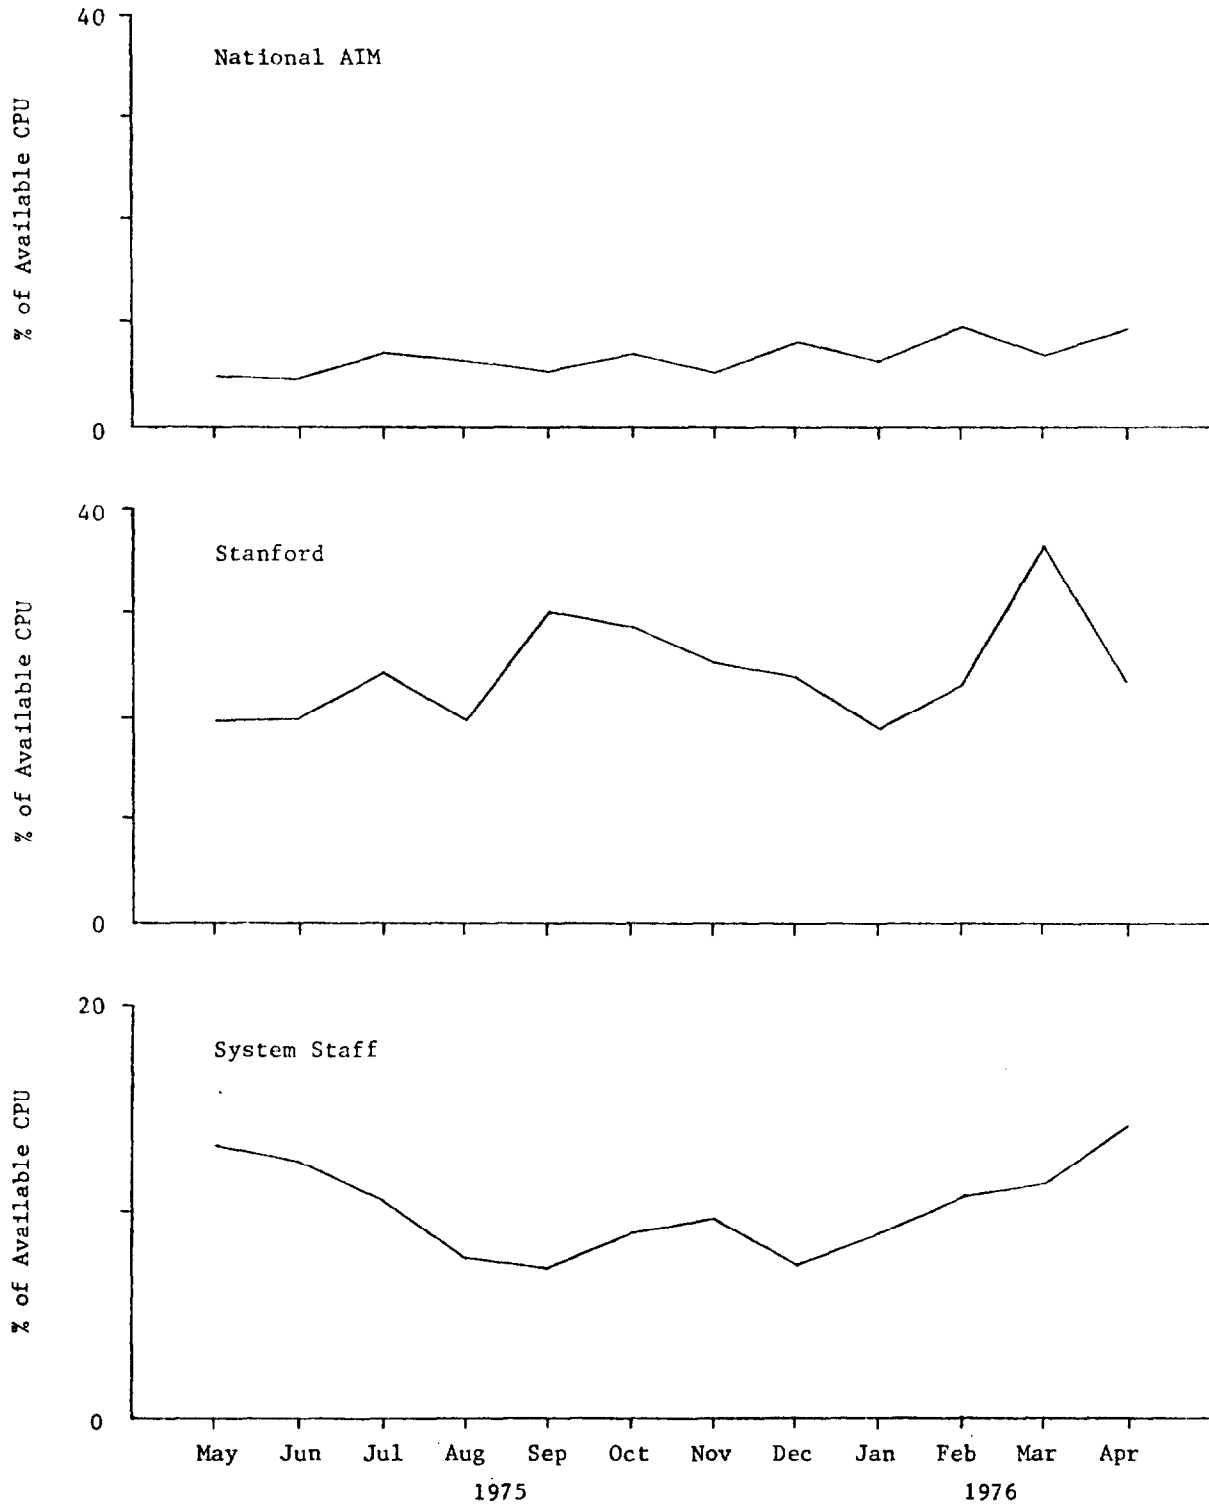 40
National AIM
% of Available CPU
0
40
Stanford
% of Available CPU
0
20
System Staff
% of Available CPU
0
May Jun Jul Aug Sep Oct Nov Dec Jan Feb Mar Apr
1975 1976